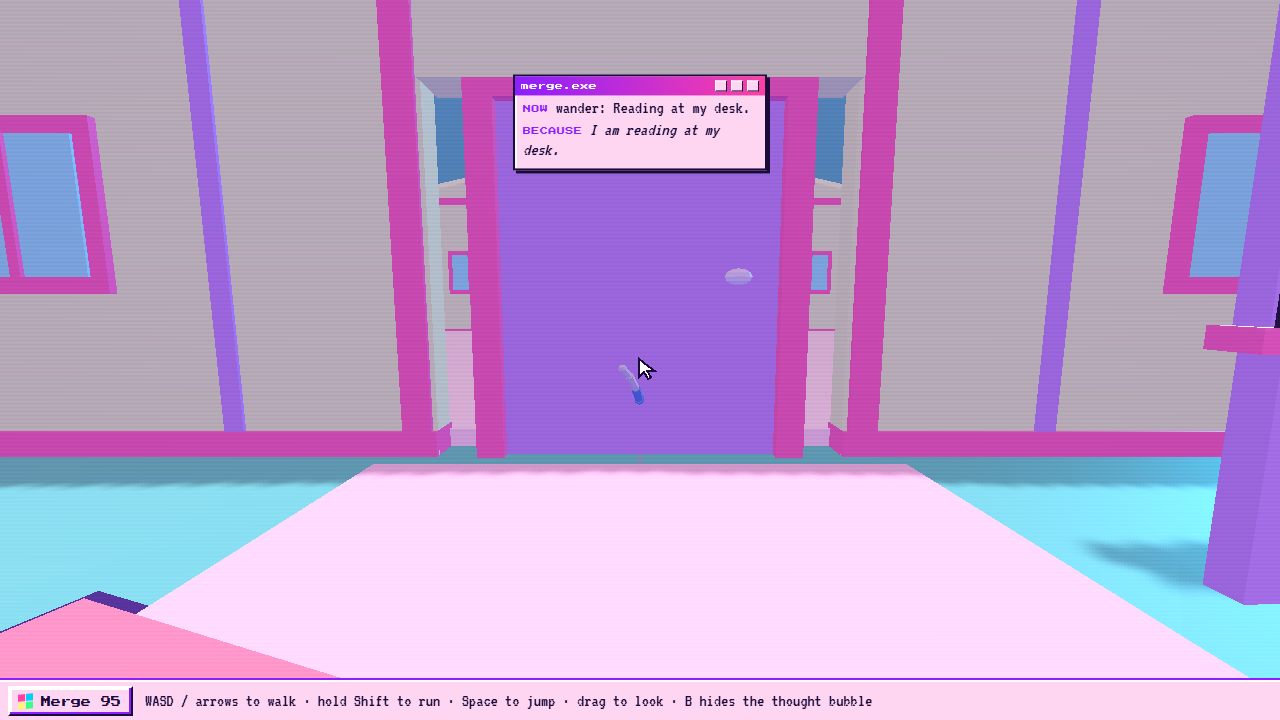 merge.exe
NOW wander: Reading at my desk.
BECAUSE I am reading at my
desk.
Merge 95
WASD / arrows to walk · hold Shift to run · Space to jump · drag to look · B hides the thought bubble